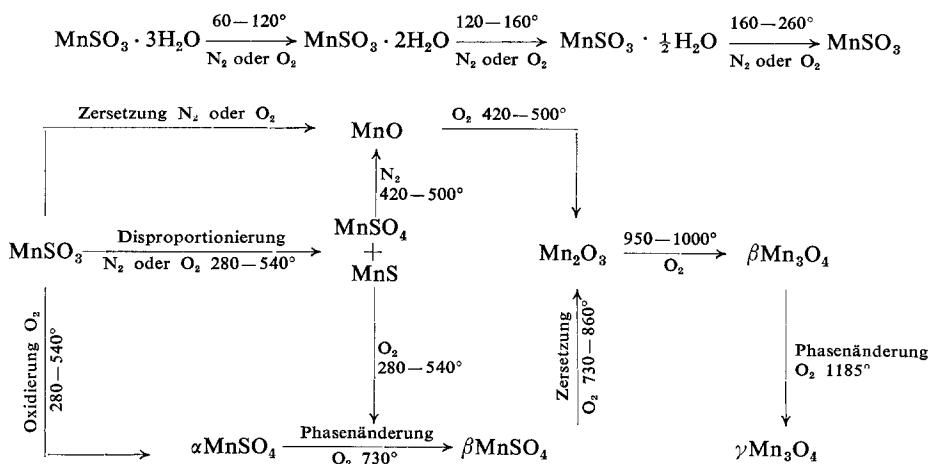 60—120° 120—160° 160—260°
MnSO₃ · 3H₂O MnSO₃ · 2H₂O MnSO₃ · ½H₂O MnSO₃
N₂ oder O₂ N₂ oder O₂ N₂ oder O₂
Zersetzung N₂ oder O₂
MnO
O₂ 420—500°
N₂
420—500°
MnSO₃
Disproportionierung
N₂ oder O₂ 280—540°
MnSO₄
+
MnS
Mn₂O₃
950—1000°
O₂
βMn₃O₄
Oxidierung O₂
280—540°
O₂
280—540°
Zersetzung
O₂ 730—860°
Phasenänderung
O₂ 1185°
αMnSO₄
Phasenänderung
O₂ 730°
βMnSO₄
γMn₃O₄